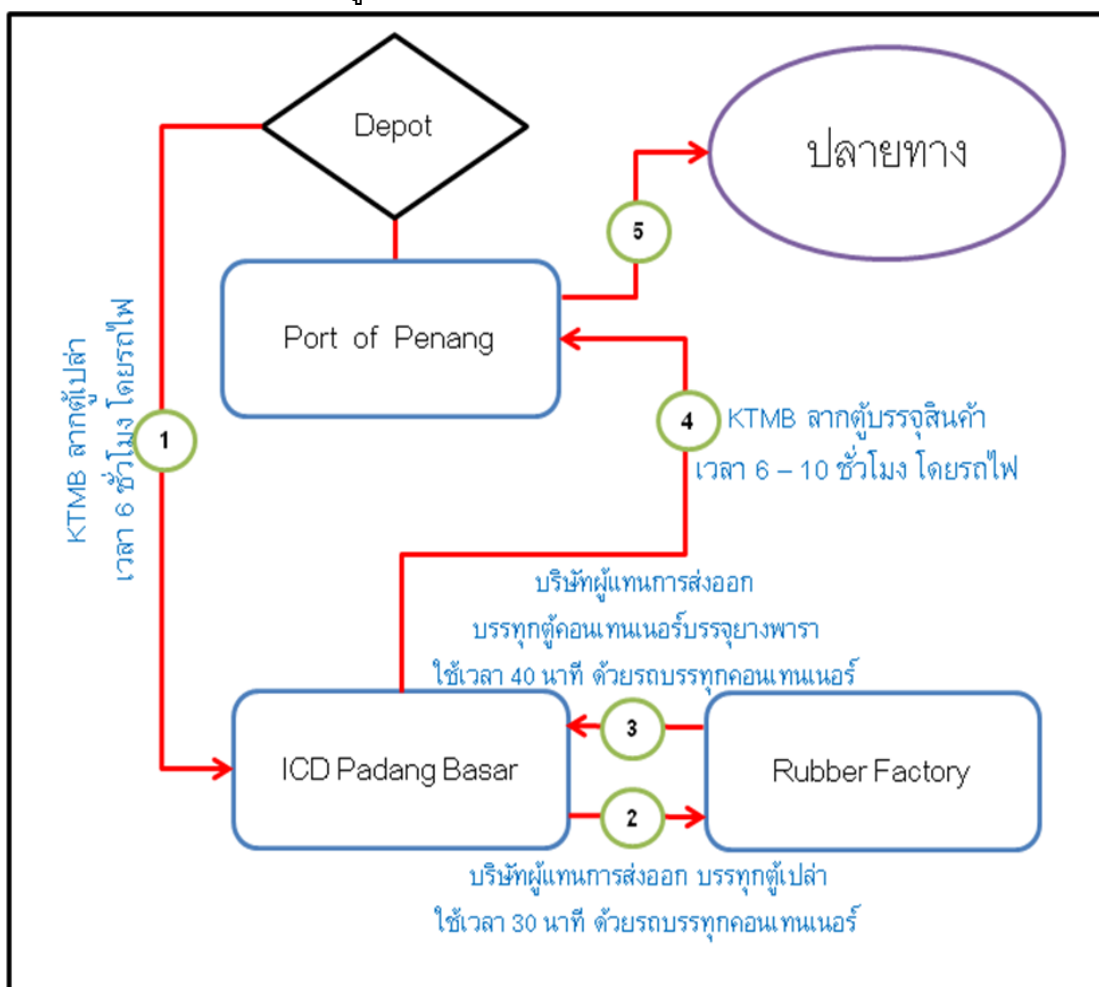 Depot
ปลายทาง
5
Port of Penang
KTMB ลากตู้เปล่า
เวลา 6 ชั่วโมง โดยรถไฟ
1
4
KTMB ลากตู้บรรจุสินค้า
เวลา 6 – 10 ชั่วโมง โดยรถไฟ
บริษัทผู้แทนการส่งออก
บรรทุกตู้คอนเทนเนอร์บรรจุยางพารา
ใช้เวลา 40 นาที ด้วยรถบรรทุกคอนเทนเนอร์
3
ICD Padang Basar
Rubber Factory
2
บริษัทผู้แทนการส่งออก บรรทุกตู้เปล่า
ใช้เวลา 30 นาที ด้วยรถบรรทุกคอนเทนเนอร์